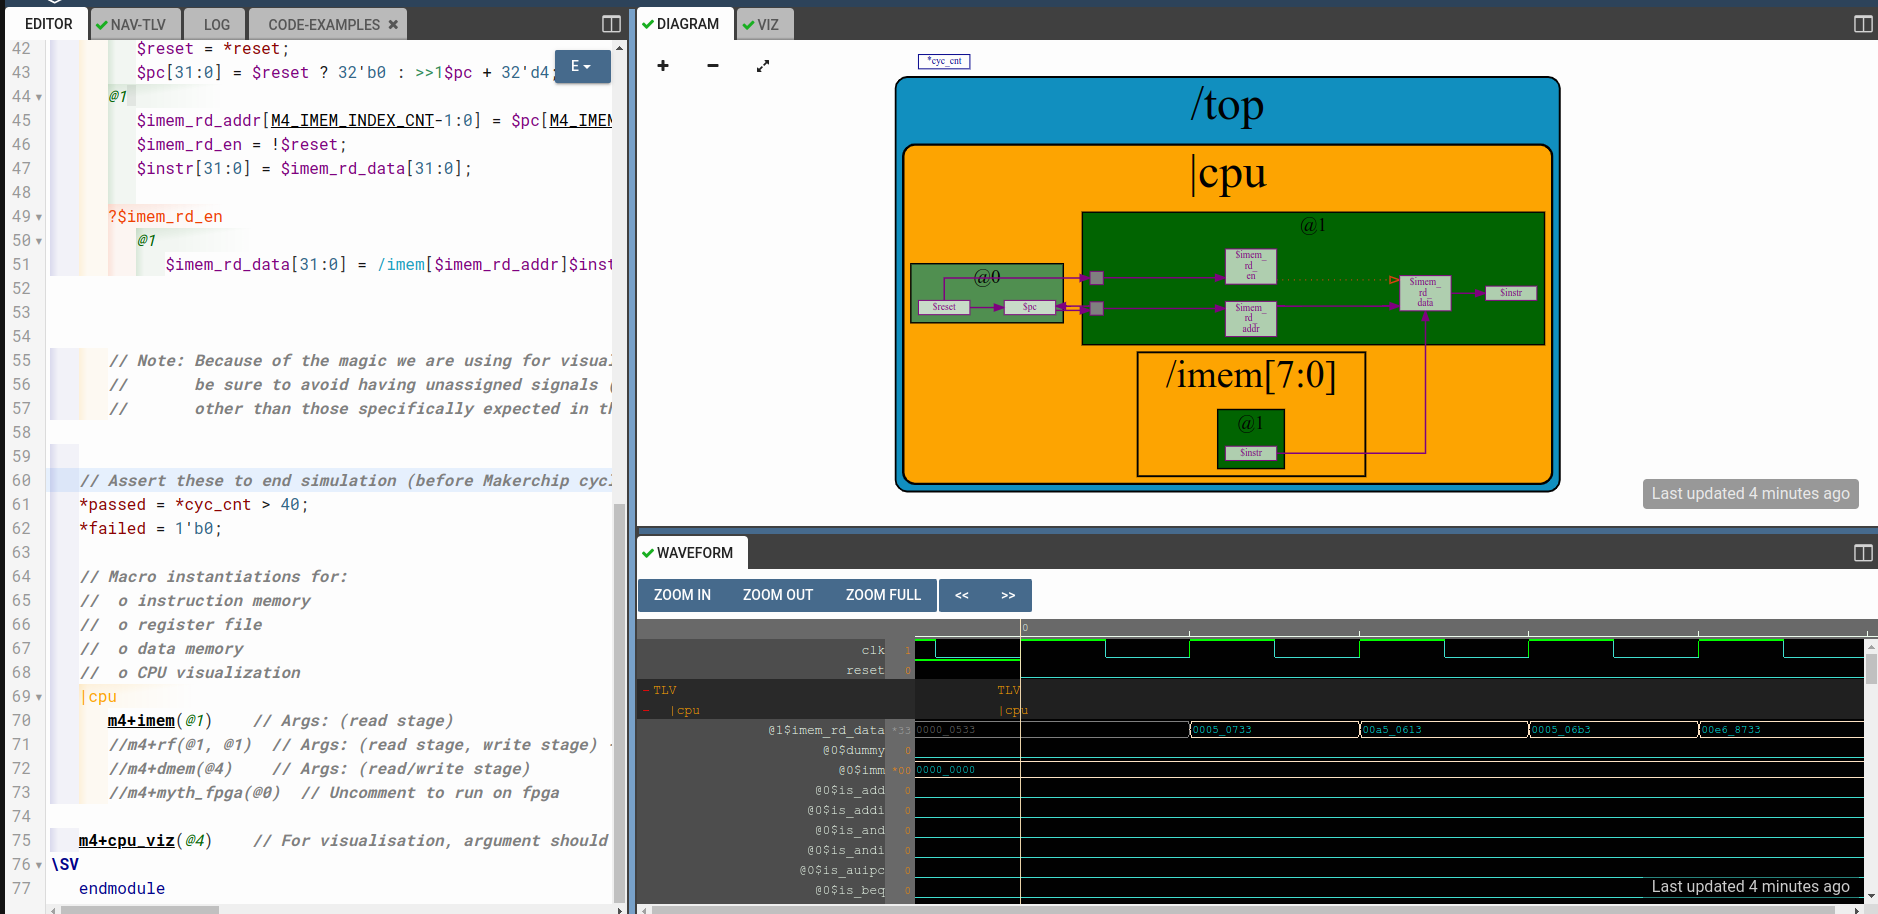 EDITOR
NAV-TLV
LOG
CODE-EXAMPLES
E
42 $reset = *reset;
43 $pc[31:0] = $reset ? 32'b0 : >>1$pc + 32'd4;
44 @1
45 $imem_rd_addr[M4_IMEM_INDEX_CNT-1:0] = $pc[M4_IMEM
46 $imem_rd_en = !$reset;
47 $instr[31:0] = $imem_rd_data[31:0];
48
49 ?$imem_rd_en
50 @1
51 $imem_rd_data[31:0] = /imem[$imem_rd_addr]$inst
52
53
54
55 // Note: Because of the magic we are using for visual
56 // be sure to avoid having unassigned signals (
57 // other than those specifically expected in th
58
59
60 // Assert these to end simulation (before Makerchip cycl
61 *passed = *cyc_cnt > 40;
62 *failed = 1'b0;
63
64 // Macro instantiations for:
65 // o instruction memory
66 // o register file
67 // o data memory
68 // o CPU visualization
69 |cpu
70 m4+imem(@1) // Args: (read stage)
71 //m4+rf(@1, @1) // Args: (read stage, write stage) -
72 //m4+dmem(@4) // Args: (read/write stage)
73 //m4+myth_fpga(@0) // Uncomment to run on fpga
74
75 m4+cpu_viz(@4) // For visualisation, argument should
76 \SV
77 endmodule
DIAGRAM
VIZ
*cyc_cnt
/top
|cpu
@1
@0
$reset
$pc
$imem_
rd_
en
$imem_
rd_
addr
$imem_
rd_
data
$instr
/imem[7:0]
@1
$instr
Last updated 4 minutes ago
WAVEFORM
ZOOM IN
ZOOM OUT
ZOOM FULL
<<
>>
0
clk 1
reset 0
TLV TLV
|cpu |cpu
@1$imem_rd_data *33 0000_0533 0005_0733 00a5_0613 0005_06b3 00e6_8733
@0$dummy 0
@0$imm *00 0000_0000
@0$is_add 0
@0$is_addi 0
@0$is_and 0
@0$is_andi 0
@0$is_auipc 0
@0$is_beq 0
Last updated 4 minutes ago